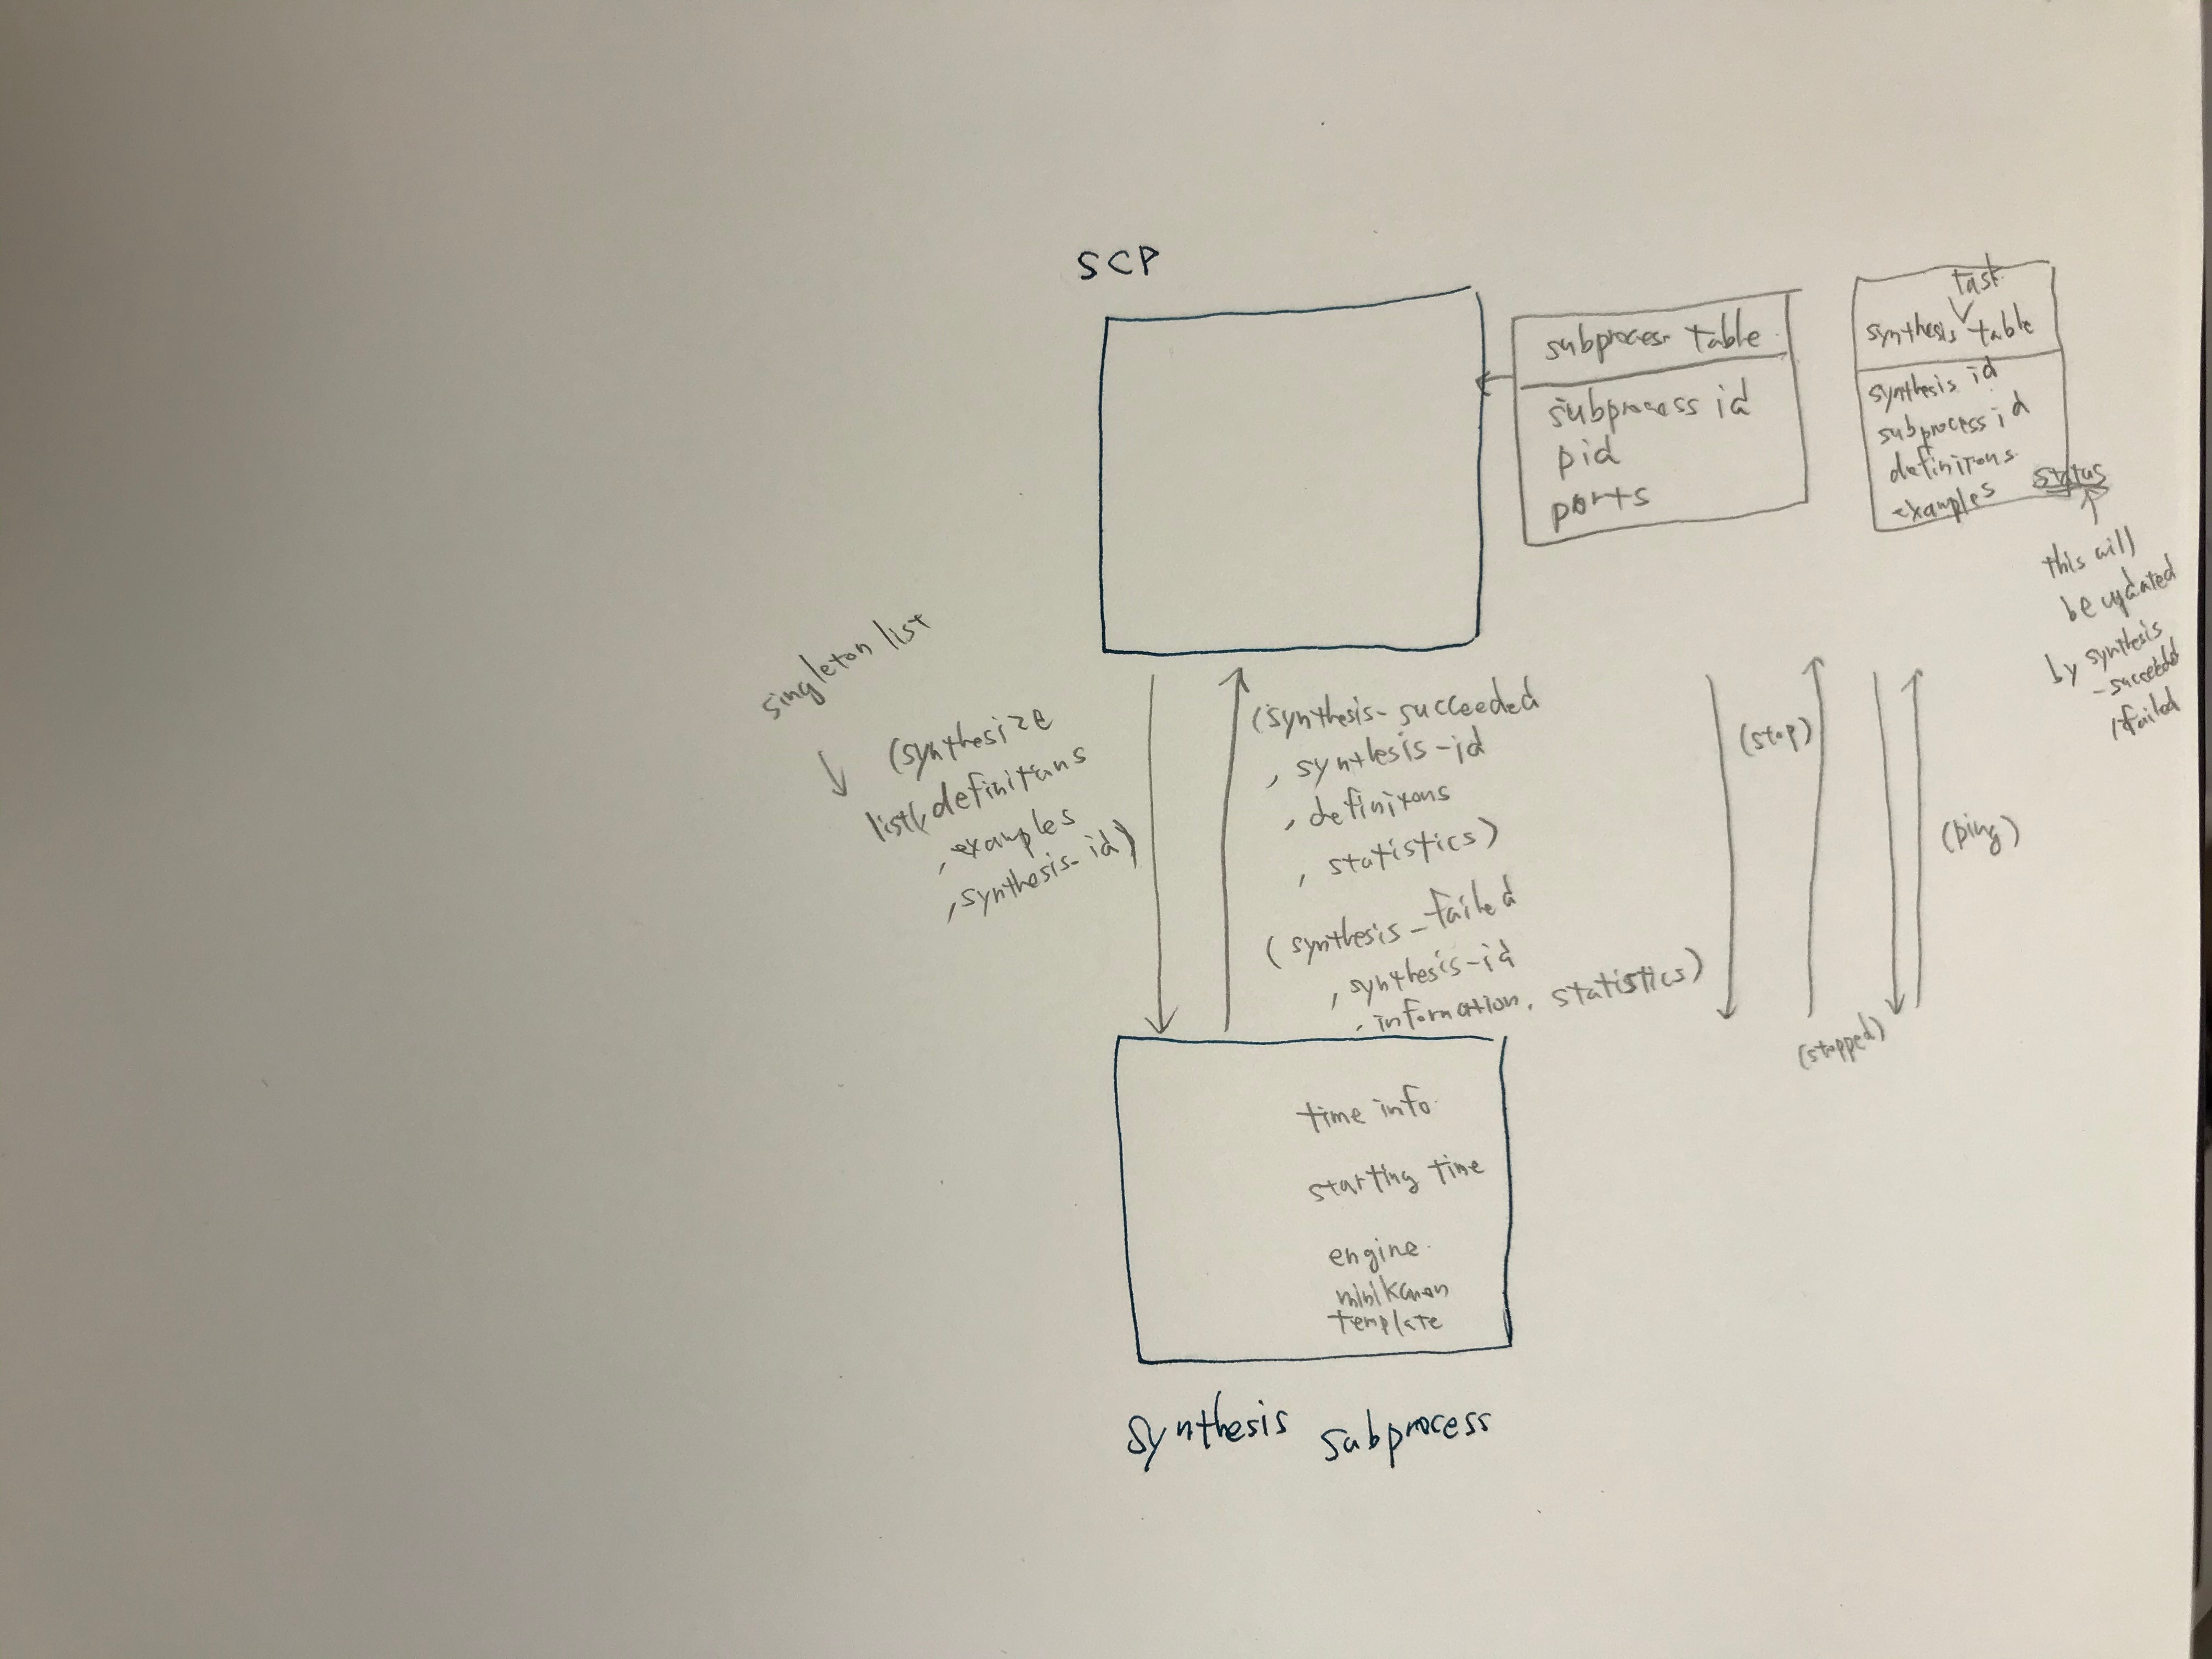 SCP
subprocess table
subprocess id
pid
ports
task
synthesis table
synthesis id
subprocess id
definitions
examples
status
this will
be updated
by synthesis
-succeeded
/failed
singleton list
(synthesize
list(,definitions
,examples
,synthesis-id)
(synthesis-succeeded
, synthesis-id
, definitions
, statistics)
(synthesis-failed
, synthesis-id
, information, statistics)
(stop)
(stopped)
(ping)
time info
starting time
engine
minikanren
template
Synthesis subprocess